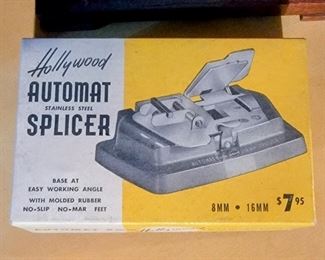 Hollywood
AUTOMAT
STAINLESS STEEL
SPLICER
BASE AT
EASY WORKING ANGLE
WITH MOLDED RUBBER
NO-SLIP NO-MAR FEET
8MM • 16MM $7.95
Hollywood